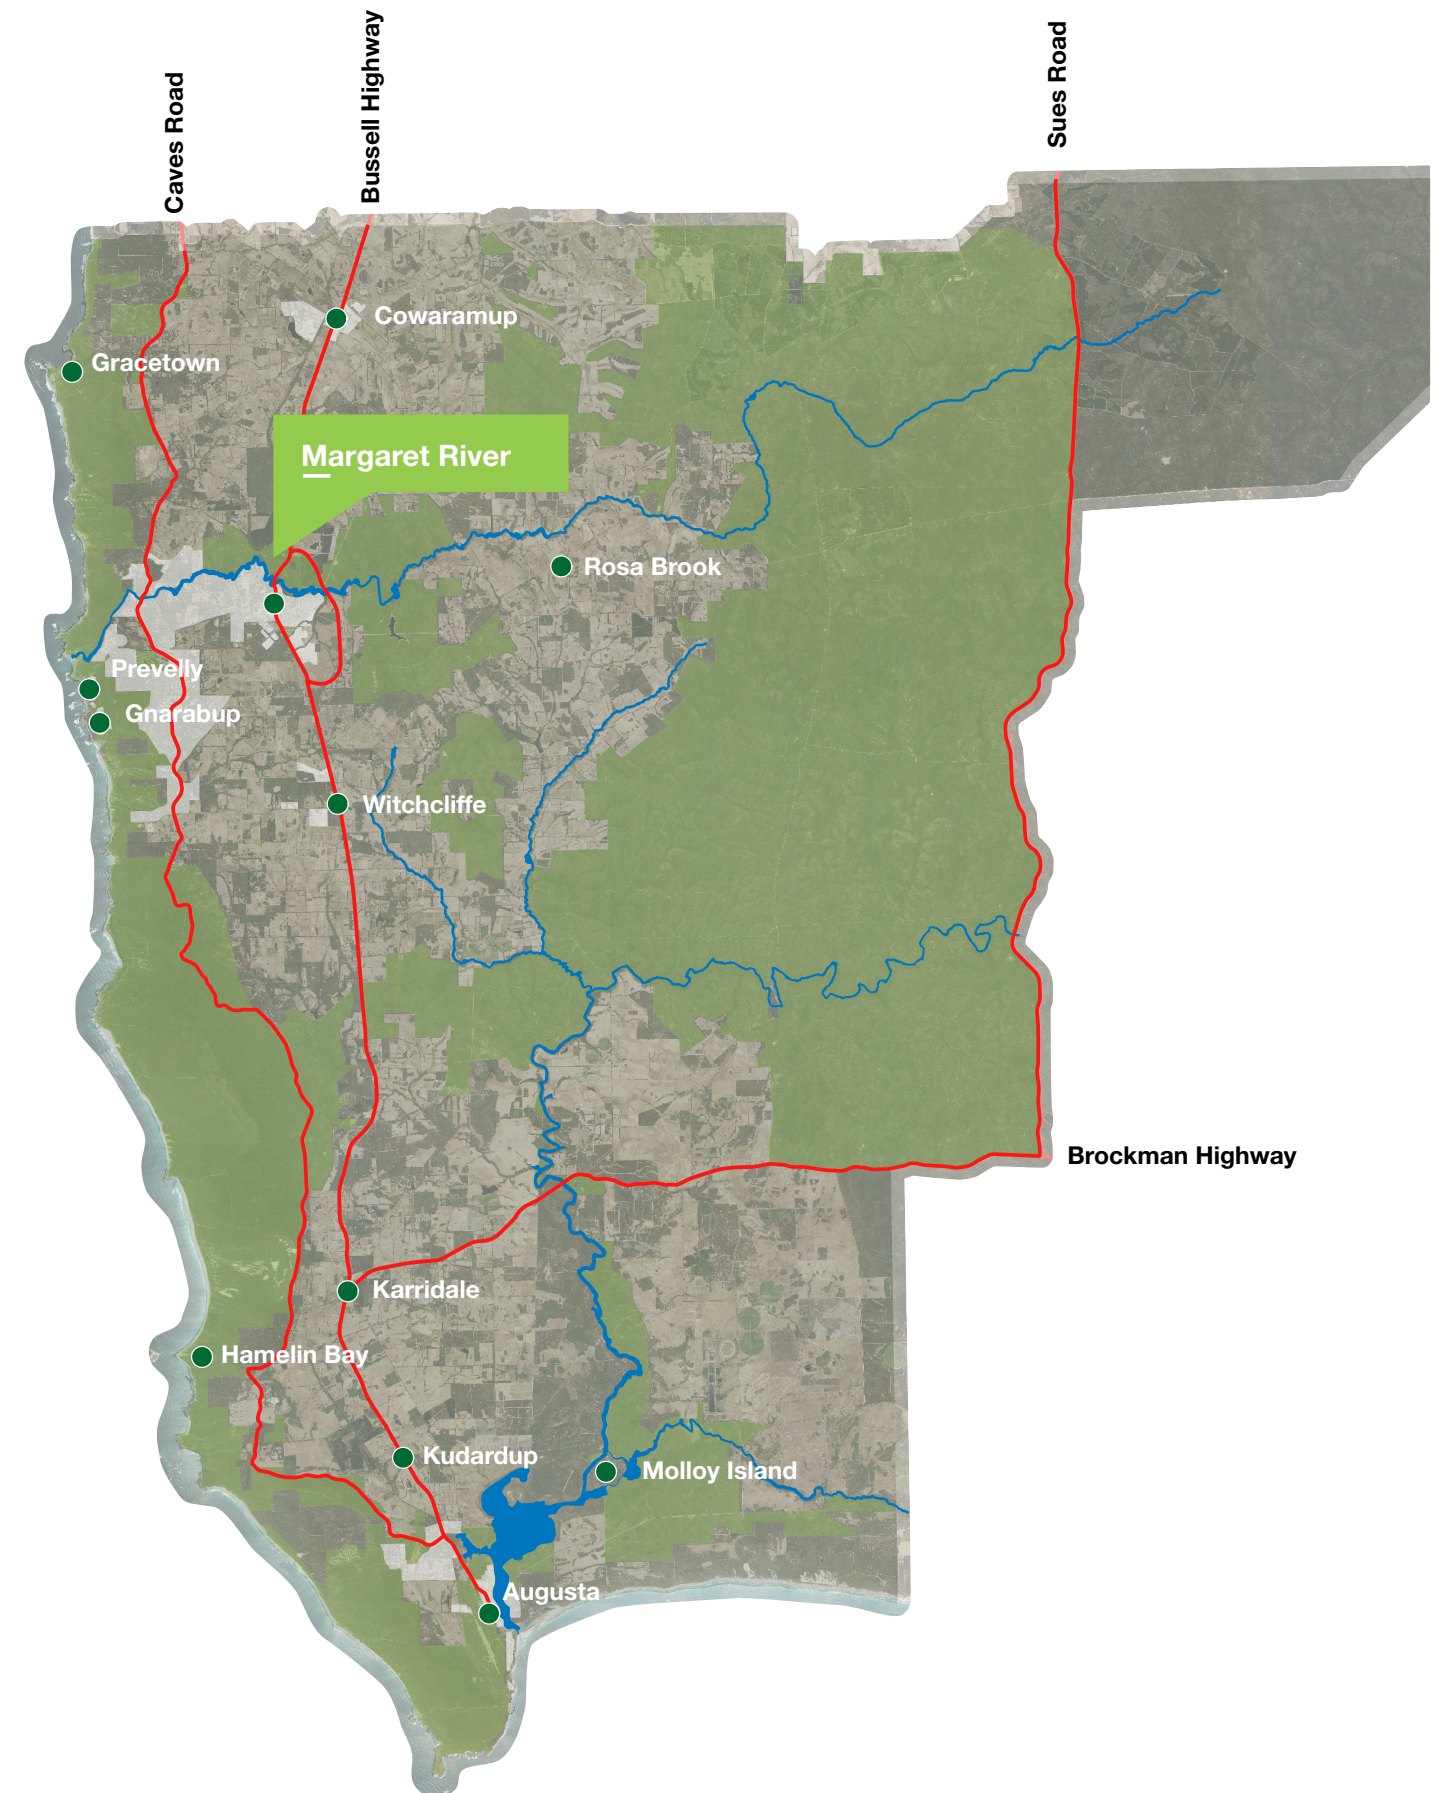 Caves Road
Bussell Highway
Sues Road
Cowaramup
Gracetown
Margaret River
Rosa Brook
Prevelly
Gnarabup
Witchcliffe
Brockman Highway
Karridale
Hamelin Bay
Kudardup
Molloy Island
Augusta